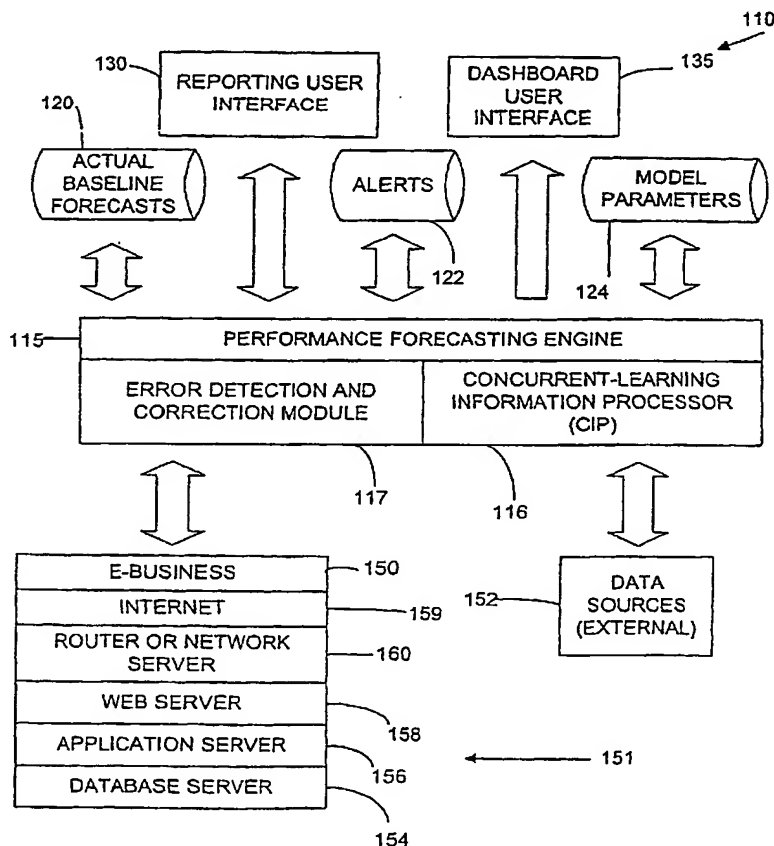 110
130
REPORTING USER
INTERFACE
DASHBOARD
USER
INTERFACE
135
120
ACTUAL
BASELINE
FORECASTS
ALERTS
MODEL
PARAMETERS
122
124
115
PERFORMANCE FORECASTING ENGINE
ERROR DETECTION AND
CORRECTION MODULE
CONCURRENT-LEARNING
INFORMATION PROCESSOR
(CIP)
117
116
E-BUSINESS
150
INTERNET
159
ROUTER OR NETWORK
SERVER
160
WEB SERVER
158
APPLICATION SERVER
156
DATABASE SERVER
154
152
DATA
SOURCES
(EXTERNAL)
151